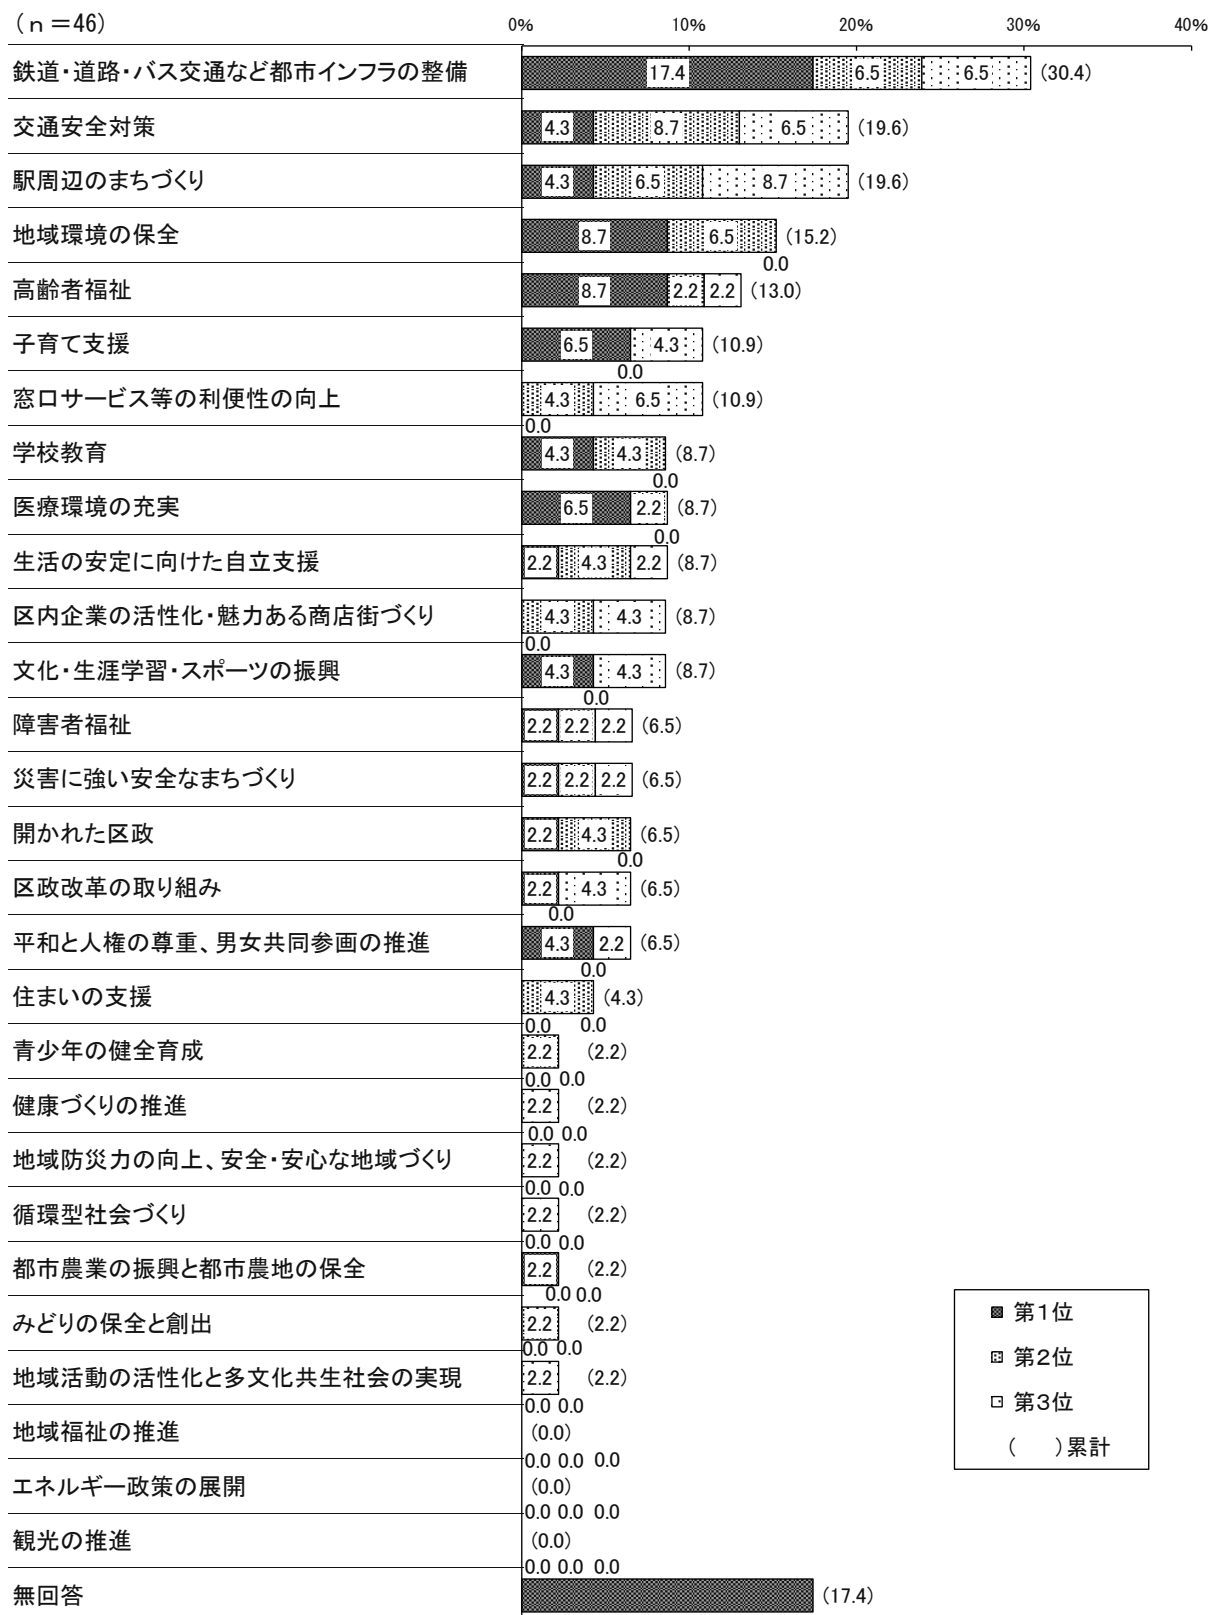 (n=46)
0% 10% 20% 30% 40%
鉄道・道路・バス交通など都市インフラの整備 17.4 6.5 6.5 (30.4)
交通安全対策 4.3 8.7 6.5 (19.6)
駅周辺のまちづくり 4.3 6.5 8.7 (19.6)
地域環境の保全 8.7 6.5 (15.2)
0.0
高齢者福祉 8.7 2.2 2.2 (13.0)
子育て支援 6.5 4.3 (10.9)
0.0
窓口サービス等の利便性の向上 4.3 6.5 (10.9)
0.0
学校教育 4.3 4.3 (8.7)
0.0
医療環境の充実 6.5 2.2 (8.7)
0.0
生活の安定に向けた自立支援 2.2 4.3 2.2 (8.7)
区内企業の活性化・魅力ある商店街づくり 4.3 4.3 (8.7)
0.0
文化・生涯学習・スポーツの振興 4.3 4.3 (8.7)
0.0
障害者福祉 2.2 2.2 2.2 (6.5)
災害に強い安全なまちづくり 2.2 2.2 2.2 (6.5)
開かれた区政 2.2 4.3 (6.5)
0.0
区政改革の取り組み 2.2 4.3 (6.5)
0.0
平和と人権の尊重、男女共同参画の推進 4.3 2.2 (6.5)
0.0
住まいの支援 4.3 (4.3)
0.0 0.0
青少年の健全育成 2.2 (2.2)
0.0 0.0
健康づくりの推進 2.2 (2.2)
0.0 0.0
地域防災力の向上、安全・安心な地域づくり 2.2 (2.2)
0.0 0.0
循環型社会づくり 2.2 (2.2)
0.0 0.0
都市農業の振興と都市農地の保全 2.2 (2.2)
0.0 0.0
みどりの保全と創出 2.2 (2.2)
0.0 0.0
地域活動の活性化と多文化共生社会の実現 2.2 (2.2)
0.0 0.0
地域福祉の推進 (0.0)
0.0 0.0 0.0
エネルギー政策の展開 (0.0)
0.0 0.0 0.0
観光の推進 (0.0)
0.0 0.0 0.0
無回答 (17.4)
第1位
第2位
第3位
( )累計